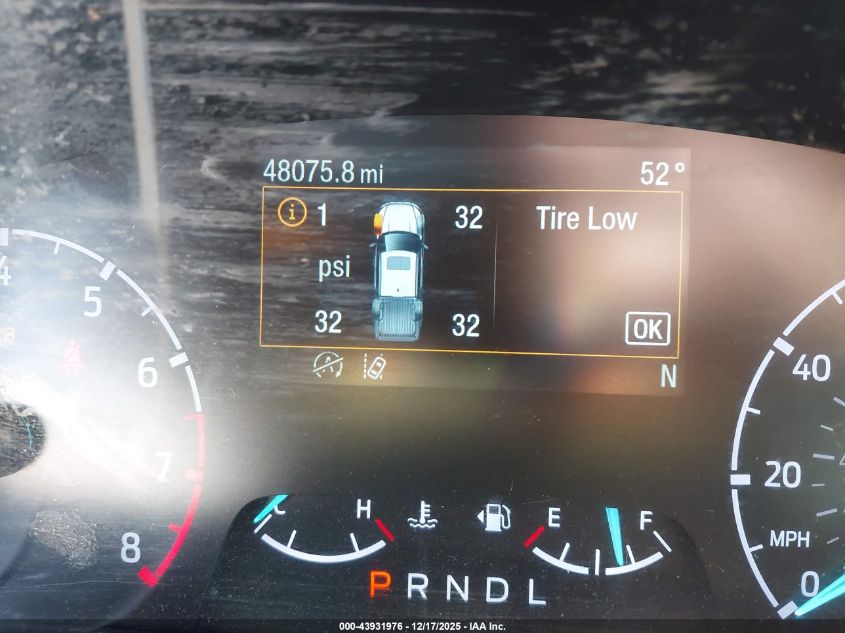 48075.8 mi 52°
1 32 Tire Low
psi
32 32 OK
N
4
5
6
7
8
C H E F
P R N D L
40
20
MPH
0
000-43931976 - 12/17/2025 - IAA Inc.